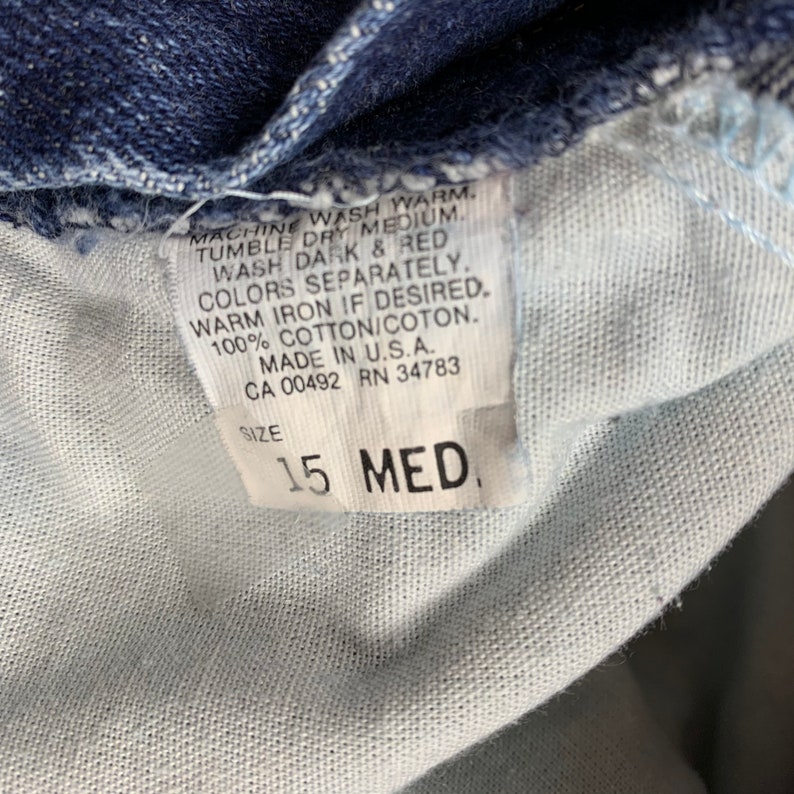 MACHINE WASH WARM.
TUMBLE DRY MEDIUM.
WASH DARK & RED
COLORS SEPARATELY.
WARM IRON IF DESIRED.
100% COTTON/COTON.
MADE IN U.S.A.
CA 00492 RN 34783
SIZE
15 MED.